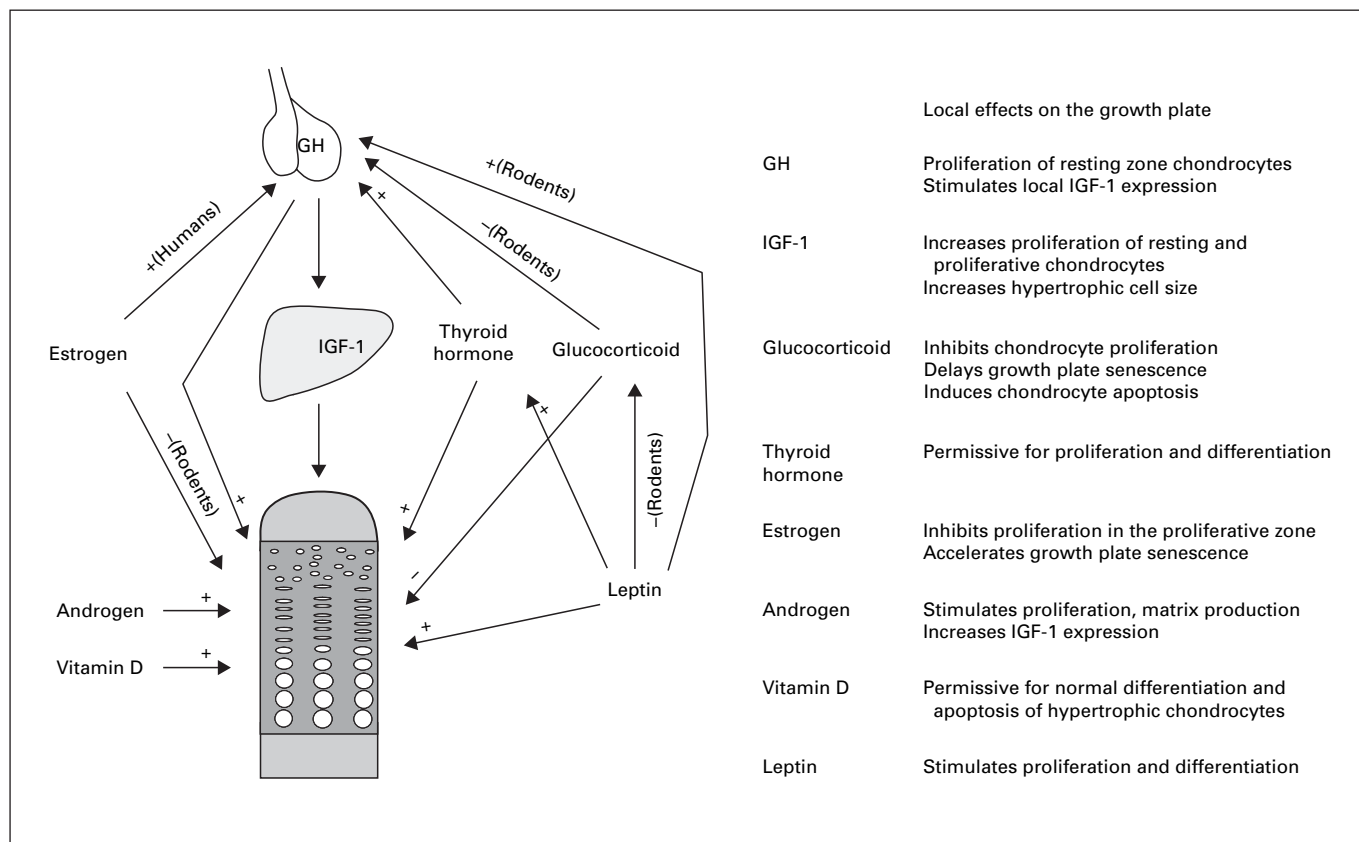 GH
+(Humans)
+
–(Rodents)
+(Rodents)
Estrogen
IGF-1
Thyroid
hormone
Glucocorticoid
–(Rodents)
+
+
+
–
–(Rodents)
Leptin
+
Androgen
+
Vitamin D
+
Local effects on the growth plate
GH Proliferation of resting zone chondrocytes
Stimulates local IGF-1 expression
IGF-1 Increases proliferation of resting and
proliferative chondrocytes
Increases hypertrophic cell size
Glucocorticoid Inhibits chondrocyte proliferation
Delays growth plate senescence
Induces chondrocyte apoptosis
Thyroid Permissive for proliferation and differentiation
hormone
Estrogen Inhibits proliferation in the proliferative zone
Accelerates growth plate senescence
Androgen Stimulates proliferation, matrix production
Increases IGF-1 expression
Vitamin D Permissive for normal differentiation and
apoptosis of hypertrophic chondrocytes
Leptin Stimulates proliferation and differentiation